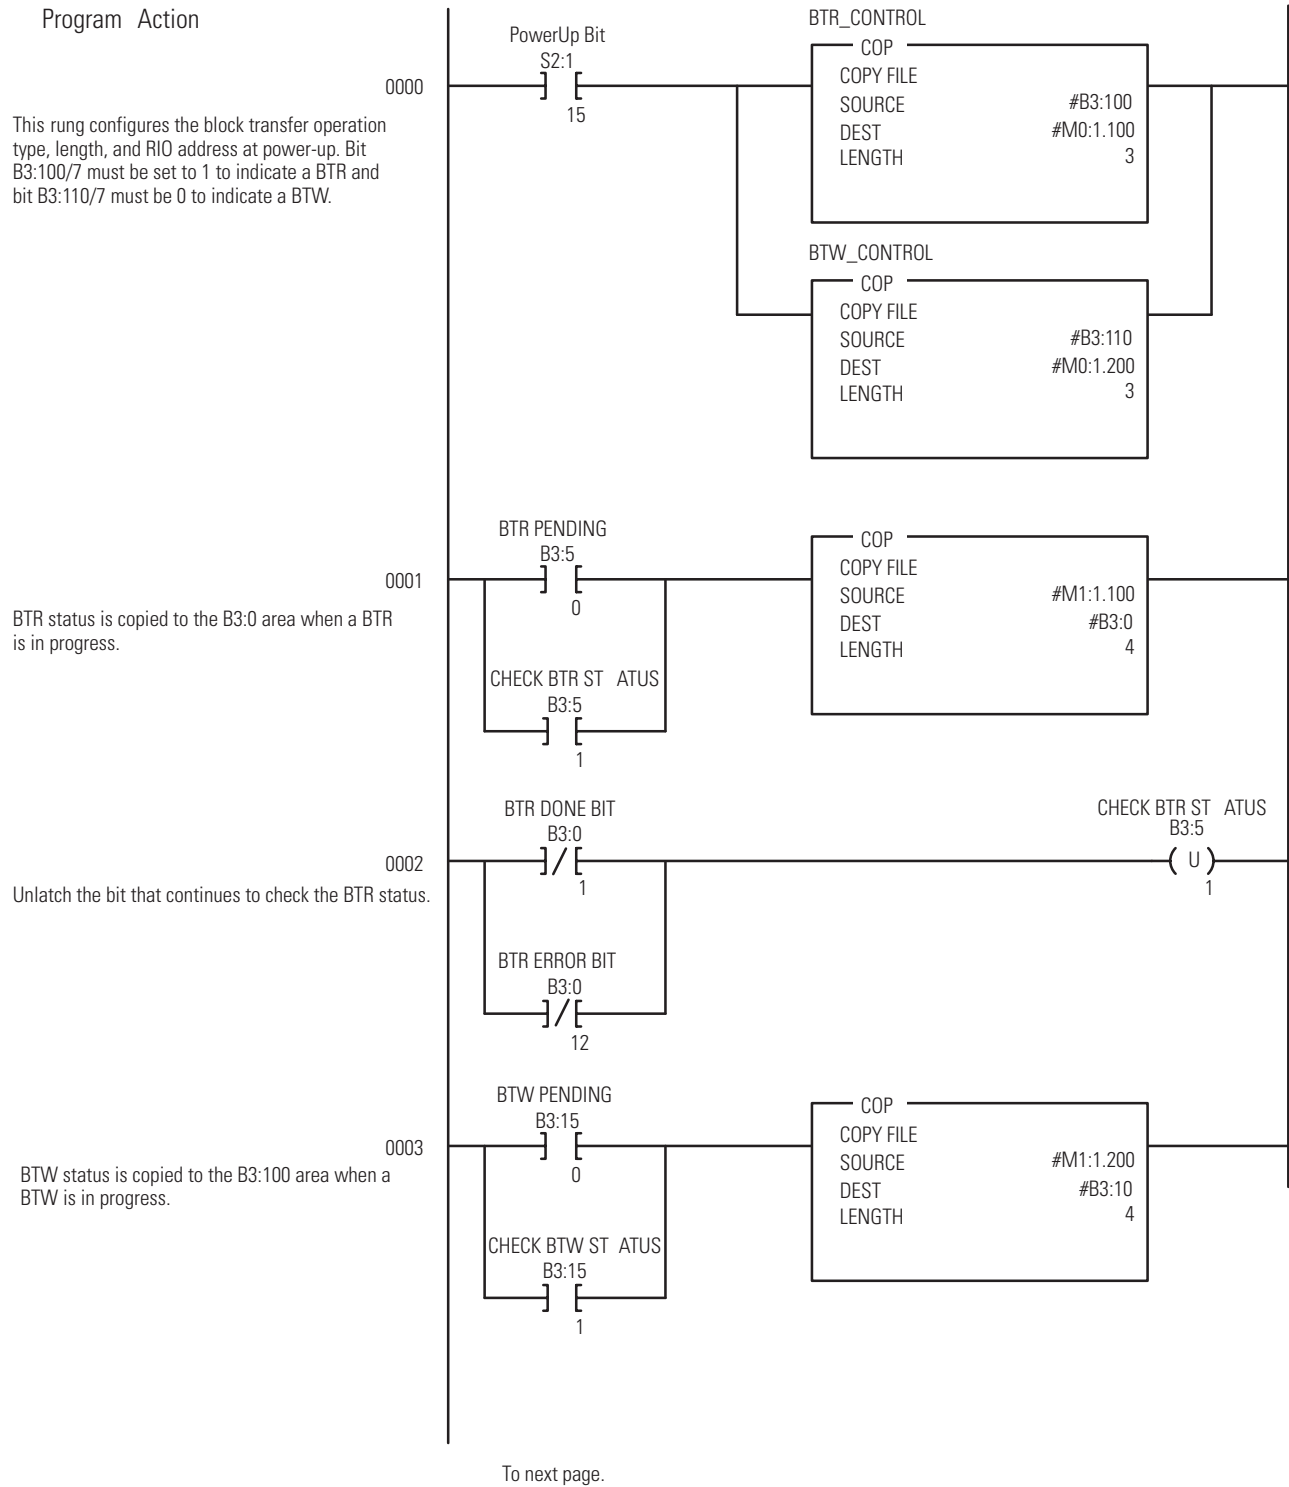 Program Action
PowerUp Bit
S2:1
15
0000
This rung configures the block transfer operation
type, length, and RIO address at power-up. Bit
B3:100/7 must be set to 1 to indicate a BTR and
bit B3:110/7 must be 0 to indicate a BTW.
BTR_CONTROL
COP
COPY FILE
SOURCE #B3:100
DEST #M0:1.100
LENGTH 3
BTW_CONTROL
COP
COPY FILE
SOURCE #B3:110
DEST #M0:1.200
LENGTH 3
0001
BTR status is copied to the B3:0 area when a BTR
is in progress.
BTR PENDING
B3:5
0
CHECK BTR ST ATUS
B3:5
1
COP
COPY FILE
SOURCE #M1:1.100
DEST #B3:0
LENGTH 4
0002
Unlatch the bit that continues to check the BTR status.
BTR DONE BIT
B3:0
1
BTR ERROR BIT
B3:0
12
CHECK BTR ST ATUS
B3:5
U
1
0003
BTW status is copied to the B3:100 area when a
BTW is in progress.
BTW PENDING
B3:15
0
CHECK BTW ST ATUS
B3:15
1
COP
COPY FILE
SOURCE #M1:1.200
DEST #B3:10
LENGTH 4
To next page.